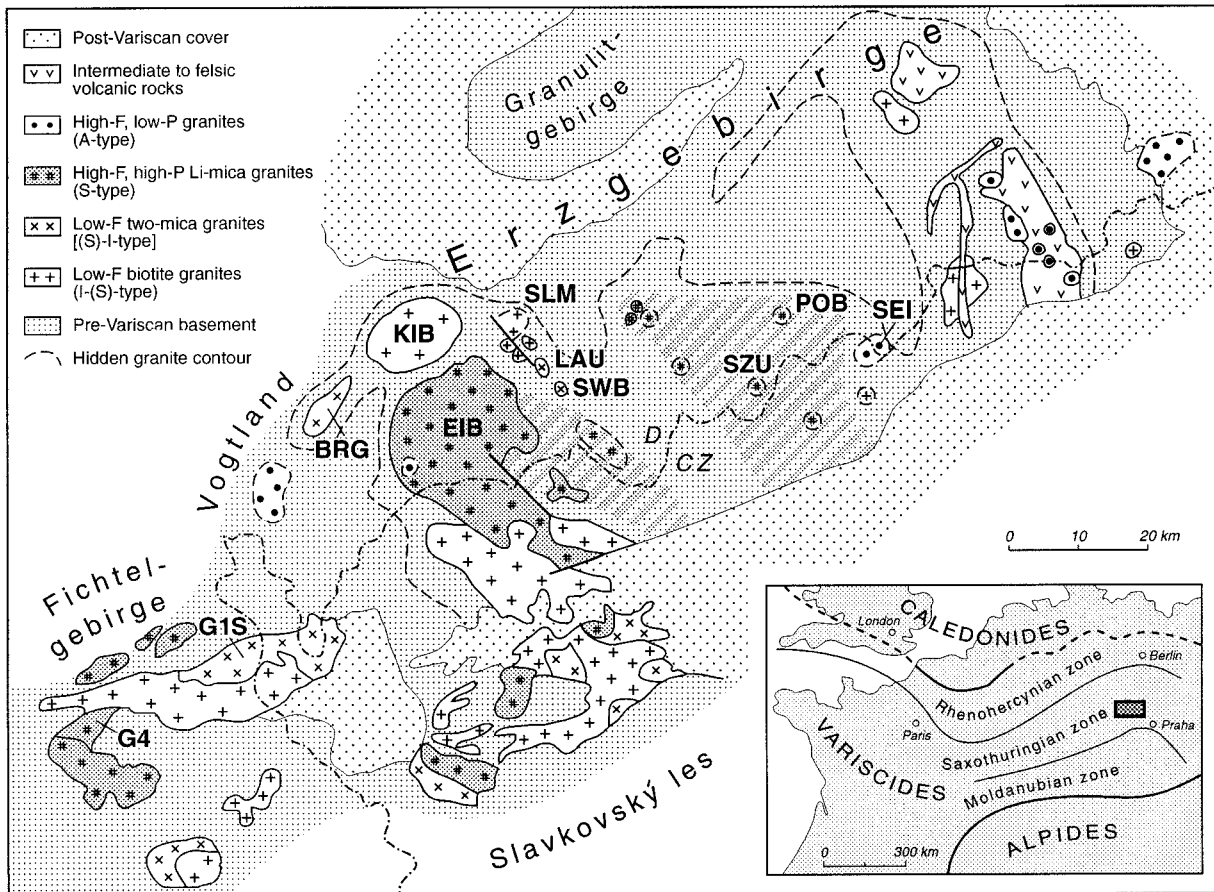 Post-Variscan cover
Intermediate to felsic
volcanic rocks
High-F, low-P granites
(A-type)
High-F, high-P Li-mica granites
(S-type)
Low-F two-mica granites
[(S)-I-type]
Low-F biotite granites
(I-(S)-type)
Pre-Variscan basement
Hidden granite contour
Granulit-
gebirge
Erzgebirge
SLM
KIB
LAU
SWB
POB
SEI
SZU
EIB
BRG
D
CZ
Vogtland
Fichtel-
gebirge
G1S
G4
Slavkovský les
0 10 20 km
CALEDONIDES
London
Berlin
Rhenohercynian zone
Paris
Saxothuringian zone
Praha
VARISCIDES
Moldanubian zone
ALPIDES
0 300 km